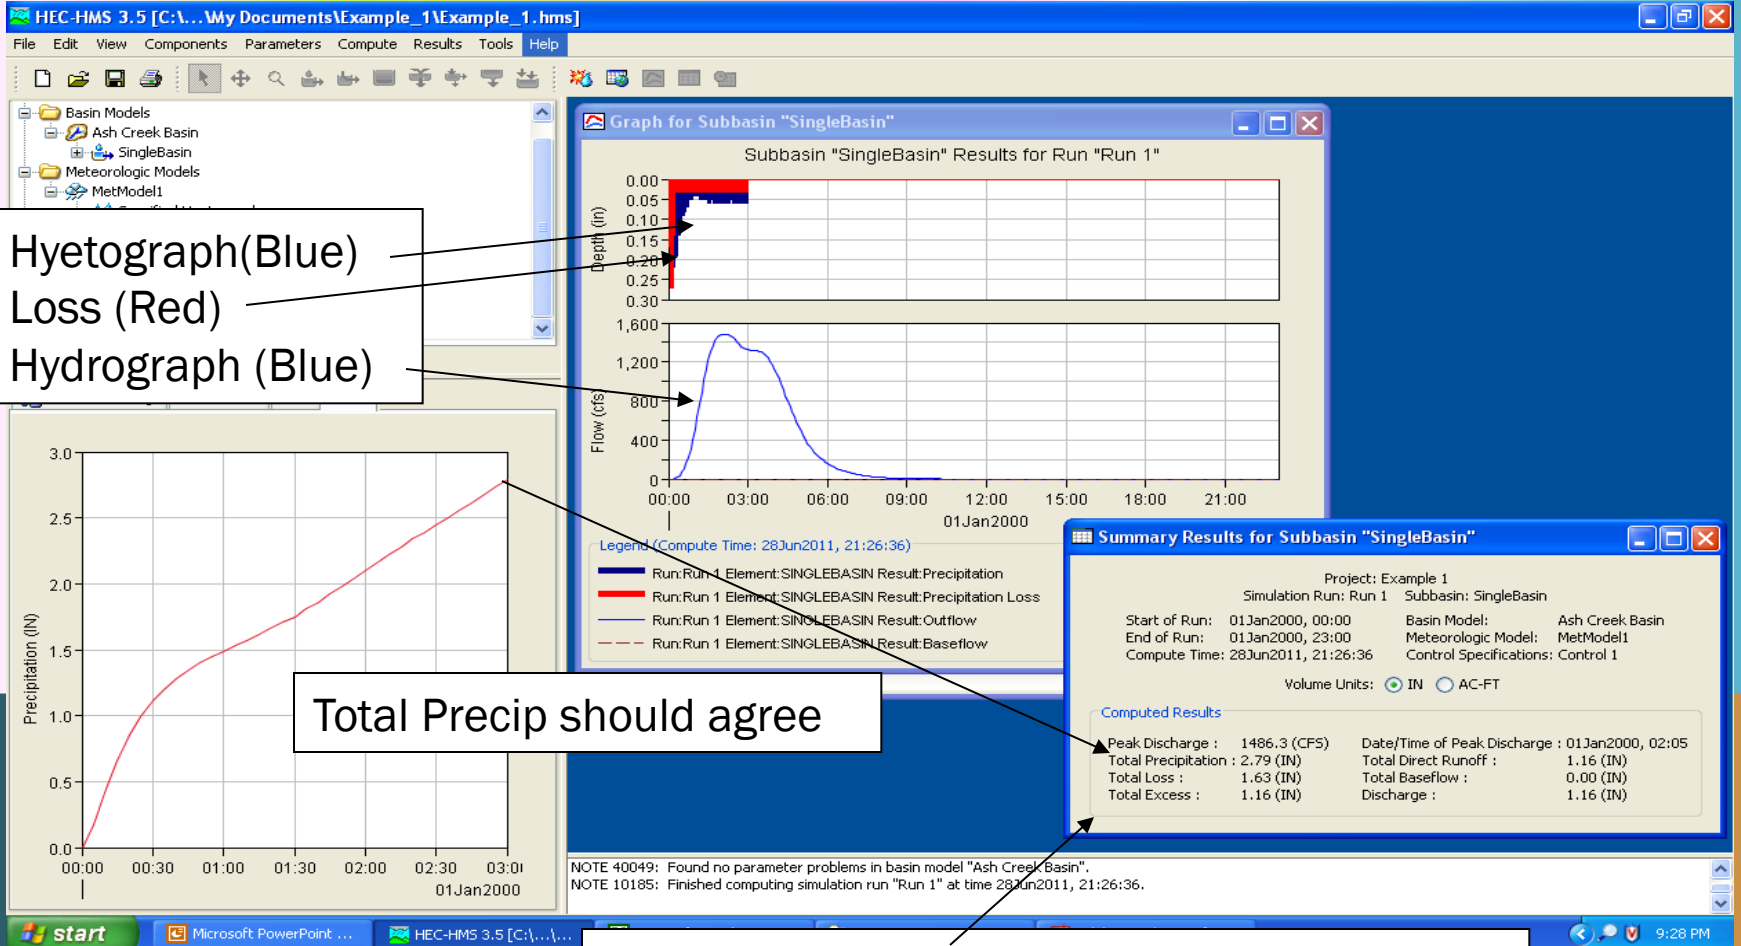 HEC-HMS 3.5 [C:\...\My Documents\Example_1\Example_1.hms]
File Edit View Components Parameters Compute Results Tools Help
Basin Models
Ash Creek Basin
SingleBasin
Meteorologic Models
MetModel1
Hyetograph(Blue)
Loss (Red)
Hydrograph (Blue)
Graph for Subbasin "SingleBasin"
Subbasin "SingleBasin" Results for Run "Run 1"
Depth (in)
0.00
0.05
0.10
0.15
0.20
0.25
0.30
Flow (cfs)
1,600
1,200
800
400
0
00:00 03:00 06:00 09:00 12:00 15:00 18:00 21:00
01Jan2000
Legend (Compute Time: 28Jun2011, 21:26:36)
Run:Run 1 Element:SINGLEBASIN Result:Precipitation
Run:Run 1 Element:SINGLEBASIN Result:Precipitation Loss
Run:Run 1 Element:SINGLEBASIN Result:Outflow
Run:Run 1 Element:SINGLEBASIN Result:Baseflow
Precipitation (IN)
3.0
2.5
2.0
1.5
1.0
0.5
0.0
00:00 00:30 01:00 01:30 02:00 02:30
01Jan2000
Total Precip should agree
Summary Results for Subbasin "SingleBasin"
Project: Example 1
Simulation Run: Run 1 Subbasin: SingleBasin
Start of Run: 01Jan2000, 00:00 Basin Model: Ash Creek Basin
End of Run: 01Jan2000, 23:00 Meteorologic Model: MetModel1
Compute Time: 28Jun2011, 21:26:36 Control Specifications: Control 1
Volume Units: IN AC-FT
Computed Results
Peak Discharge : 1486.3 (CFS) Date/Time of Peak Discharge : 01Jan2000, 02:05
Total Precipitation : 2.79 (IN) Total Direct Runoff : 1.16 (IN)
Total Loss : 1.63 (IN) Total Baseflow : 0.00 (IN)
Total Excess : 1.16 (IN) Discharge : 1.16 (IN)
NOTE 40049: Found no parameter problems in basin model "Ash Creek Basin".
NOTE 10185: Finished computing simulation run "Run 1" at time 28Jun2011, 21:26:36.
start Microsoft PowerPoint ... HEC-HMS 3.5 [C:\...\... 9:28 PM